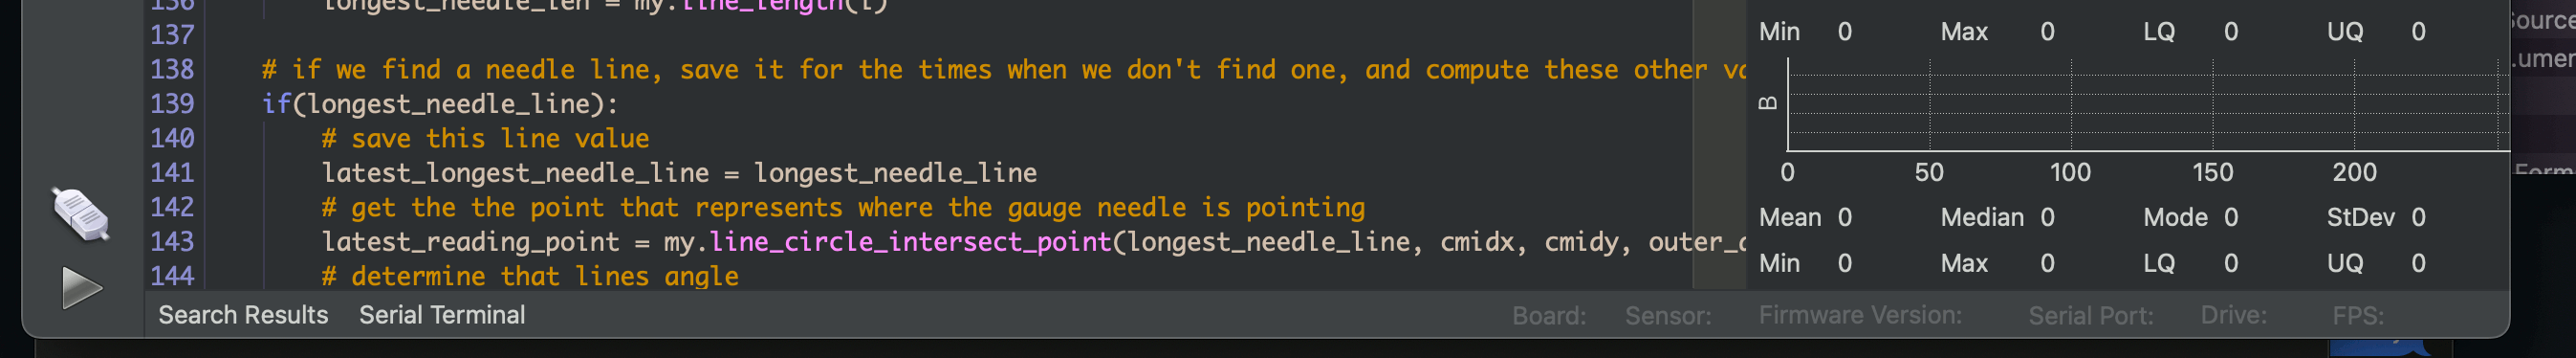 136 longest_needle_len = my.line_length(l)
137
138 # if we find a needle line, save it for the times when we don't find one, and compute these other
139 if(longest_needle_line):
140 # save this line value
141 latest_longest_needle_line = longest_needle_line
142 # get the the point that represents where the gauge needle is pointing
143 latest_reading_point = my.line_circle_intersect_point(longest_needle_line, cmidx, cmidy,
144 # determine that lines angle
Search Results Serial Terminal
Min 0 Max 0 LQ 0 UQ 0
B
0 50 100 150 200
Mean 0 Median 0 Mode 0 StDev 0
Min 0 Max 0 LQ 0 UQ 0
Board: Sensor: Firmware Version: Serial Port: Drive: FPS: